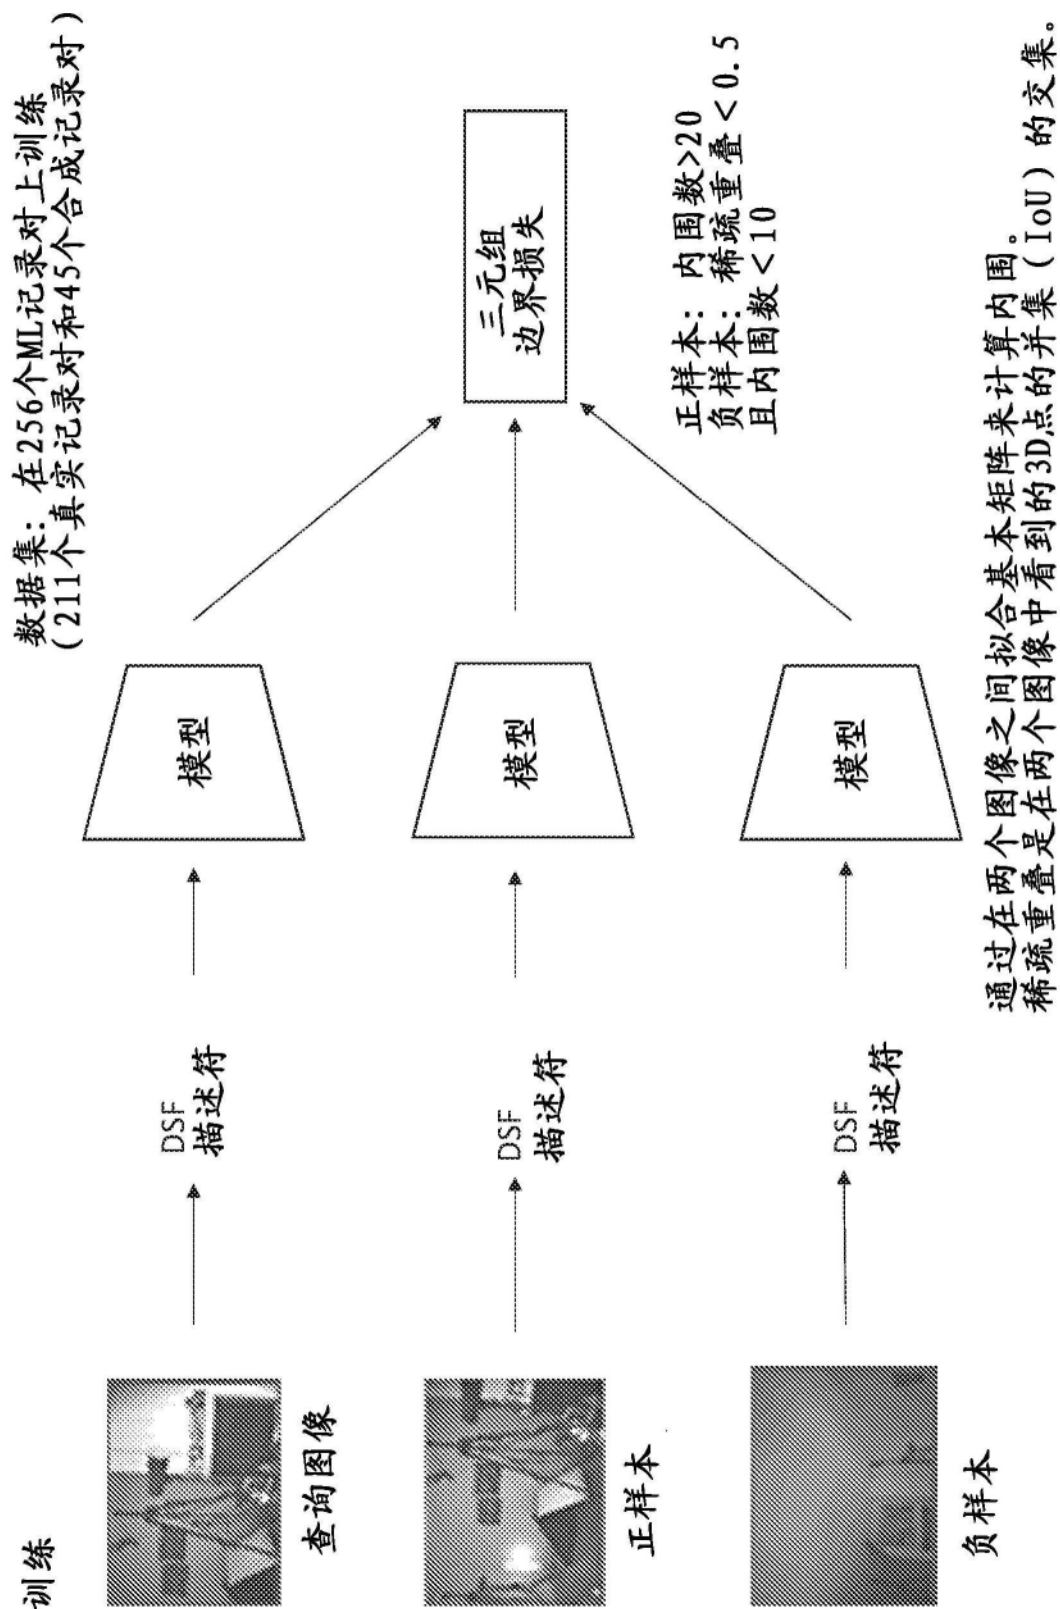 训练
数据集：在256个ML记录对上训练
（211个真实记录对和45个合成记录对）
查询图像
DSF
描述符
模型
正样本
DSF
描述符
模型
三元组
边界损失
负样本
DSF
描述符
模型
正样本：内围数>20
负样本：稀疏重叠<0.5
且内围数<10
通过在两个图像之间拟合基本矩阵来计算内围。
稀疏重叠是在两个图像中看到的3D点的并集（IoU）的交集。